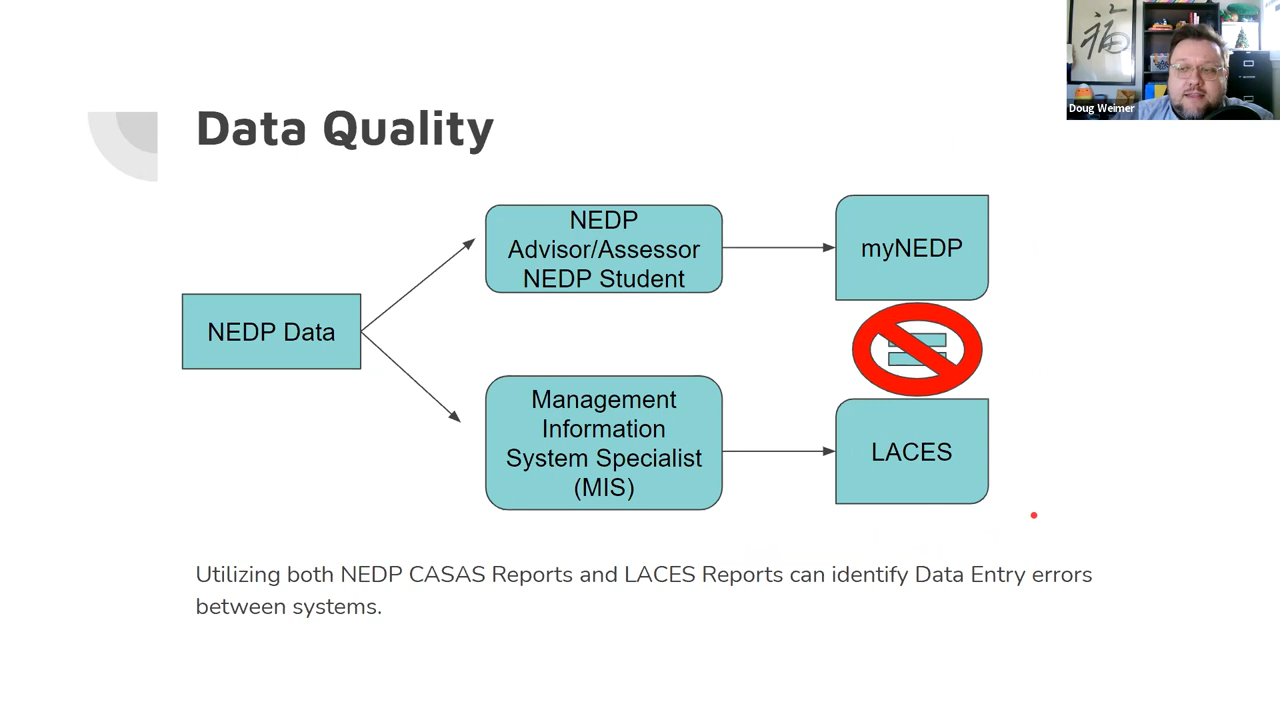 福
Doug Weimer
Data Quality
NEDP
Advisor/Assessor
NEDP Student
myNEDP
NEDP Data
=
Management
Information
System Specialist
(MIS)
LACES
Utilizing both NEDP CASAS Reports and LACES Reports can identify Data Entry errors
between systems.